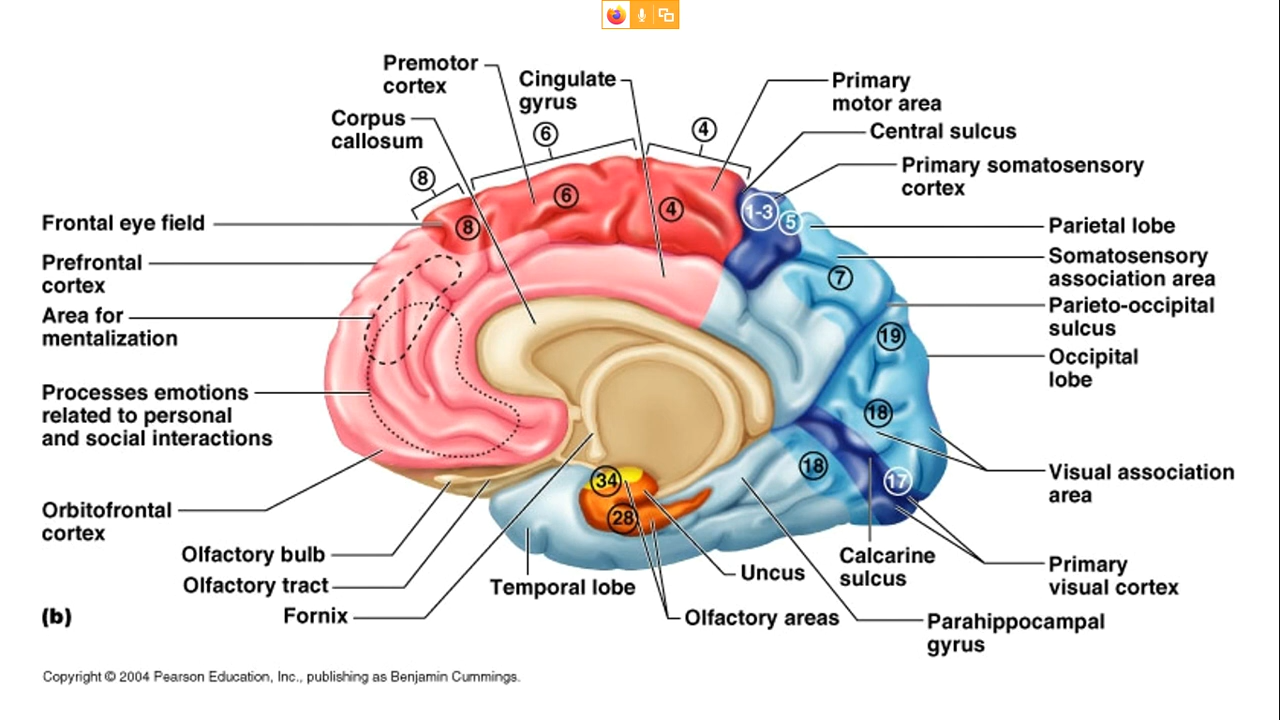 Premotor
cortex
Cingulate
gyrus
Primary
motor area
Corpus
callosum
Central sulcus
Primary somatosensory
cortex
6
4
8
Frontal eye field
8
6
4
1-3
5
Parietal lobe
Prefrontal
cortex
Somatosensory
association area
7
Area for
mentalization
Parieto-occipital
sulcus
19
Occipital
lobe
Processes emotions
related to personal
and social interactions
18
18
17
34
28
Visual association
area
Orbitofrontal
cortex
Olfactory bulb
Olfactory tract
Fornix
Temporal lobe
Uncus
Olfactory areas
Calcarine
sulcus
Primary
visual cortex
Parahippocampal
gyrus
(b)
Copyright © 2004 Pearson Education, Inc., publishing as Benjamin Cummings.